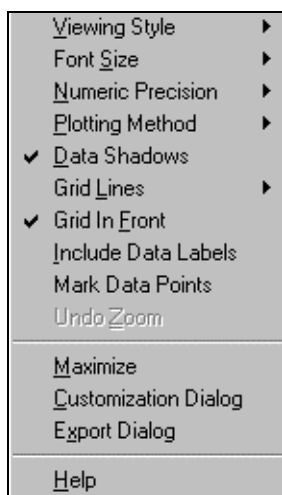 Viewing Style
Font Size
Numeric Precision
Plotting Method
Data Shadows
Grid Lines
Grid In Front
Include Data Labels
Mark Data Points
Undo Zoom
Maximize
Customization Dialog
Export Dialog
Help